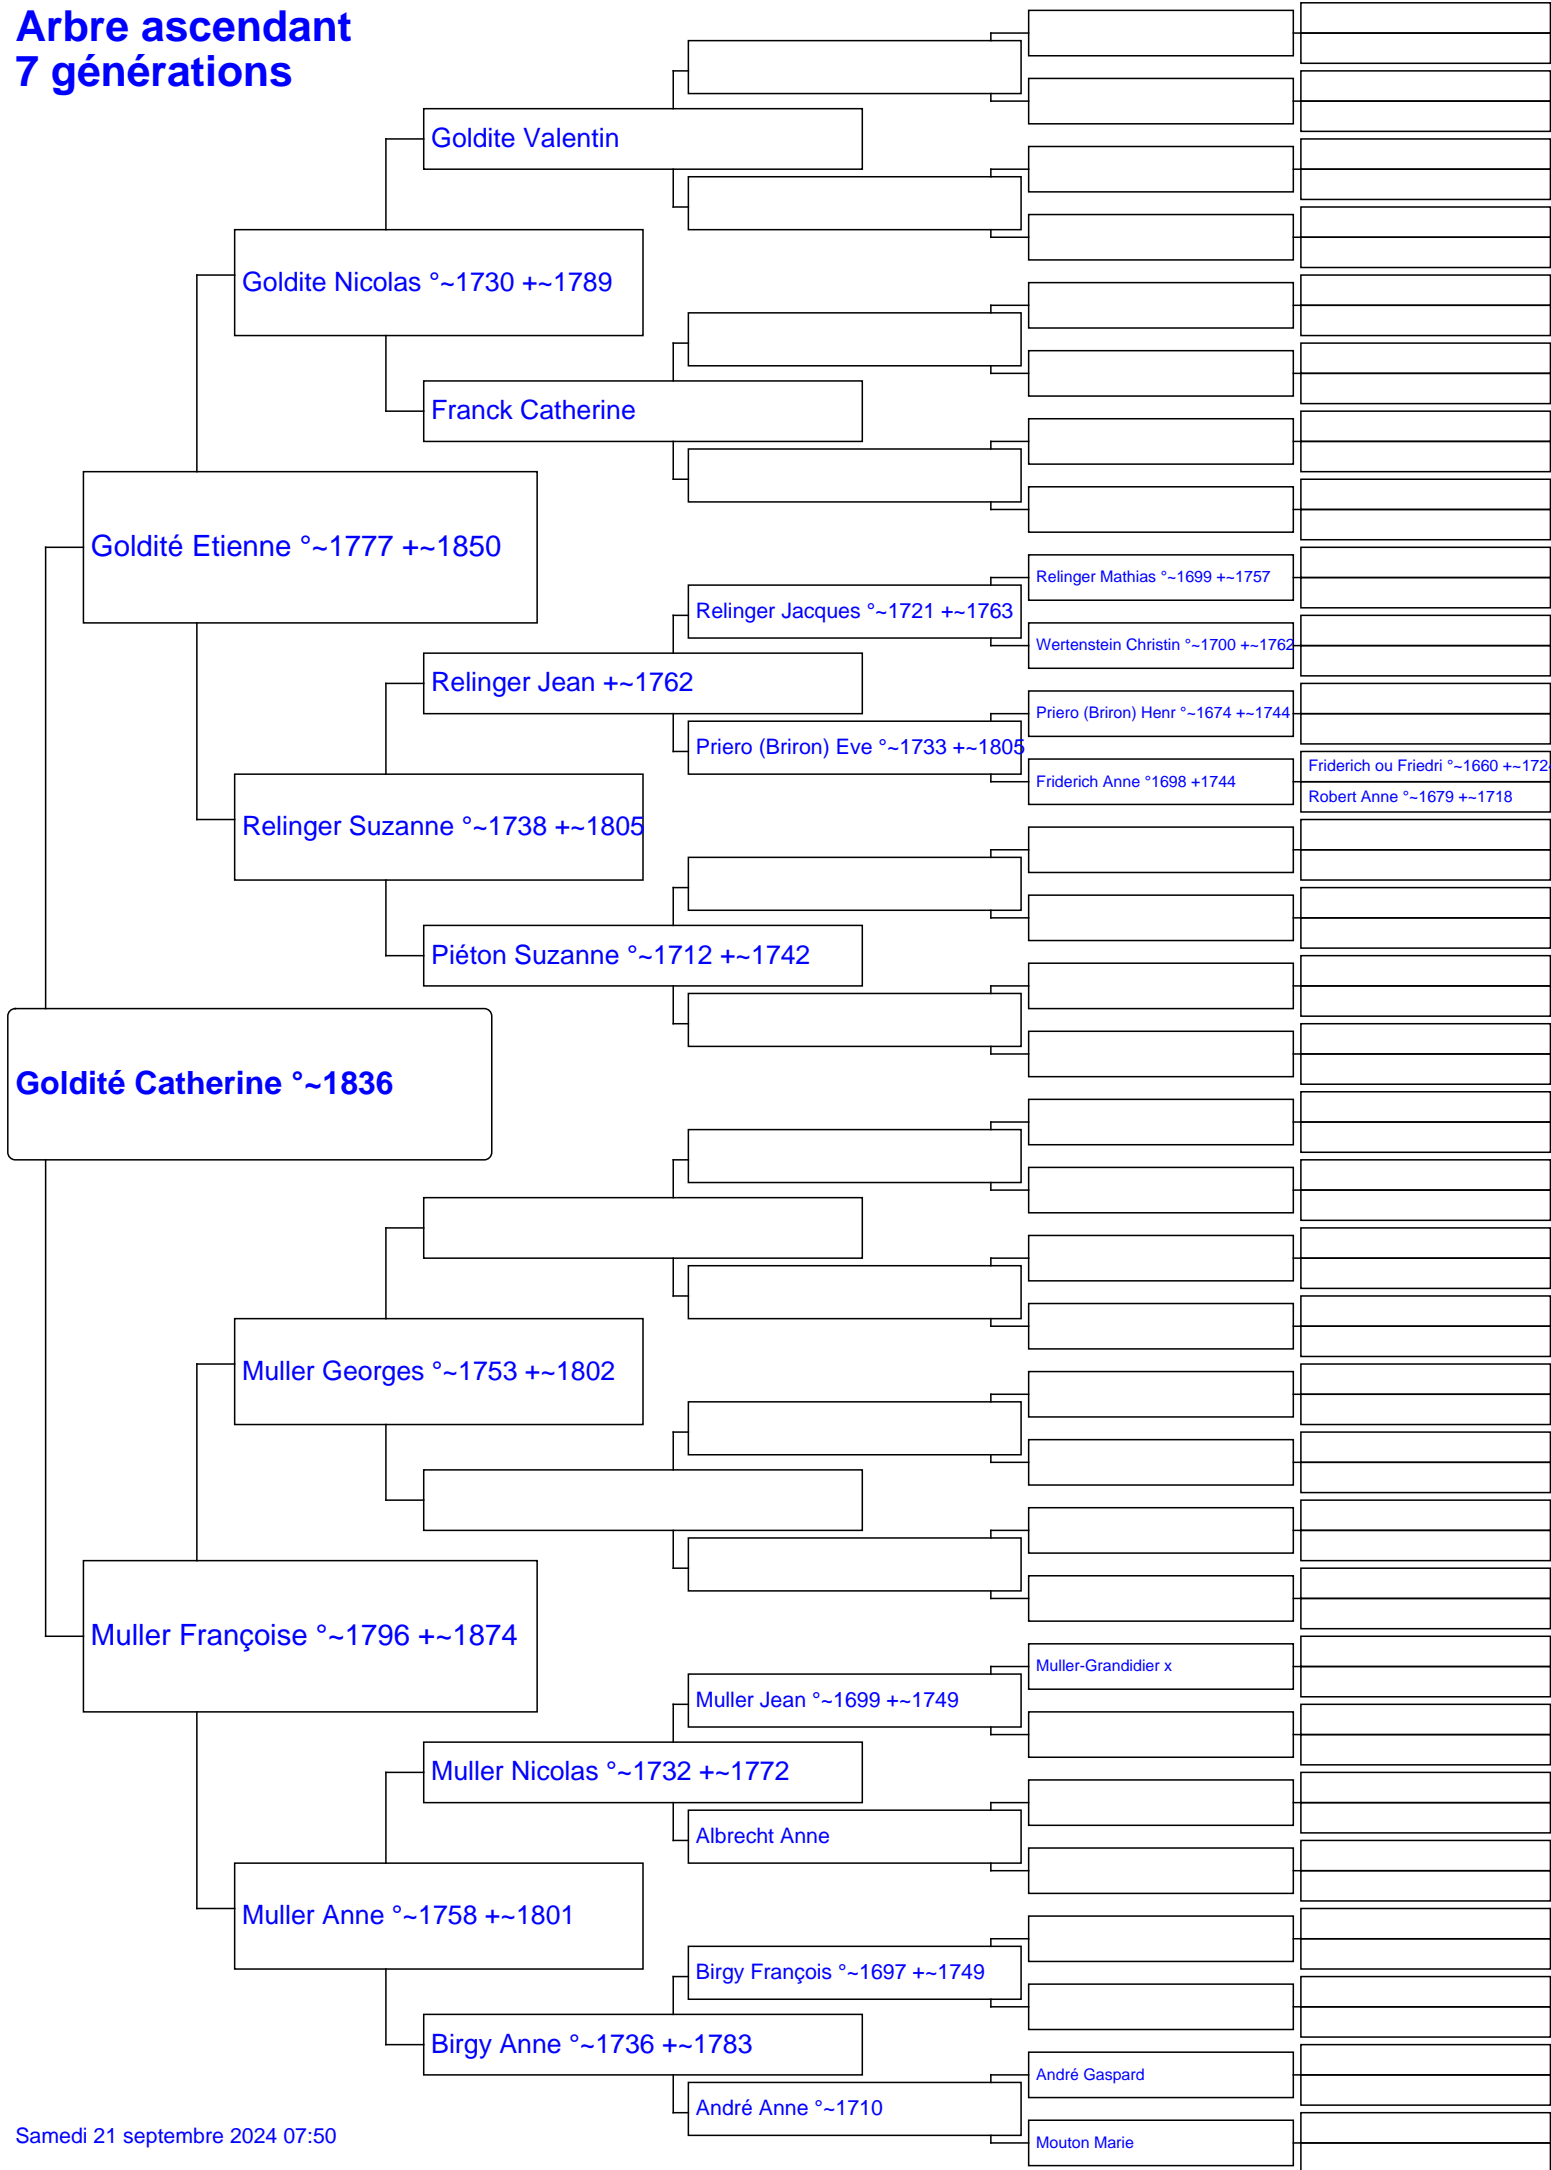 Arbre ascendant
7 générations
Goldite Valentin
Goldite Nicolas °~1730 +~1789
Franck Catherine
Goldité Etienne °~1777 +~1850
Relinger Mathias °~1699 +~1757
Relinger Jacques °~1721 +~1763
Wertenstein Christin °~1700 +~1762
Relinger Jean +~1762
Priero (Briron) Henr °~1674 +~1744
Priero (Briron) Eve °~1733 +~1805
Friderich ou Friedri °~1660 +~172
Friderich Anne °1698 +1744
Robert Anne °~1679 +~1718
Relinger Suzanne °~1738 +~1805
Piéton Suzanne °~1712 +~1742
Goldité Catherine °~1836
Muller Georges °~1753 +~1802
Muller Françoise °~1796 +~1874
Muller-Grandidier x
Muller Jean °~1699 +~1749
Muller Nicolas °~1732 +~1772
Albrecht Anne
Muller Anne °~1758 +~1801
Birgy François °~1697 +~1749
Birgy Anne °~1736 +~1783
André Gaspard
André Anne °~1710
Mouton Marie
Samedi 21 septembre 2024 07:50